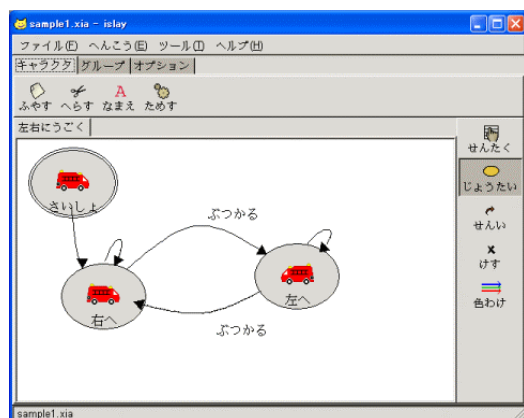 sample1.xia - islay
ファイル(F) へんこう(E) ツール(T) ヘルプ(H)
キャラクタ グループ オプション
ふやす へらす なまえ ためす
左右にうごく
せんたく
じょうたい
せんい
けす
色わけ
さいしょ
ぶつかる
右へ
左へ
ぶつかる
sample1.xia